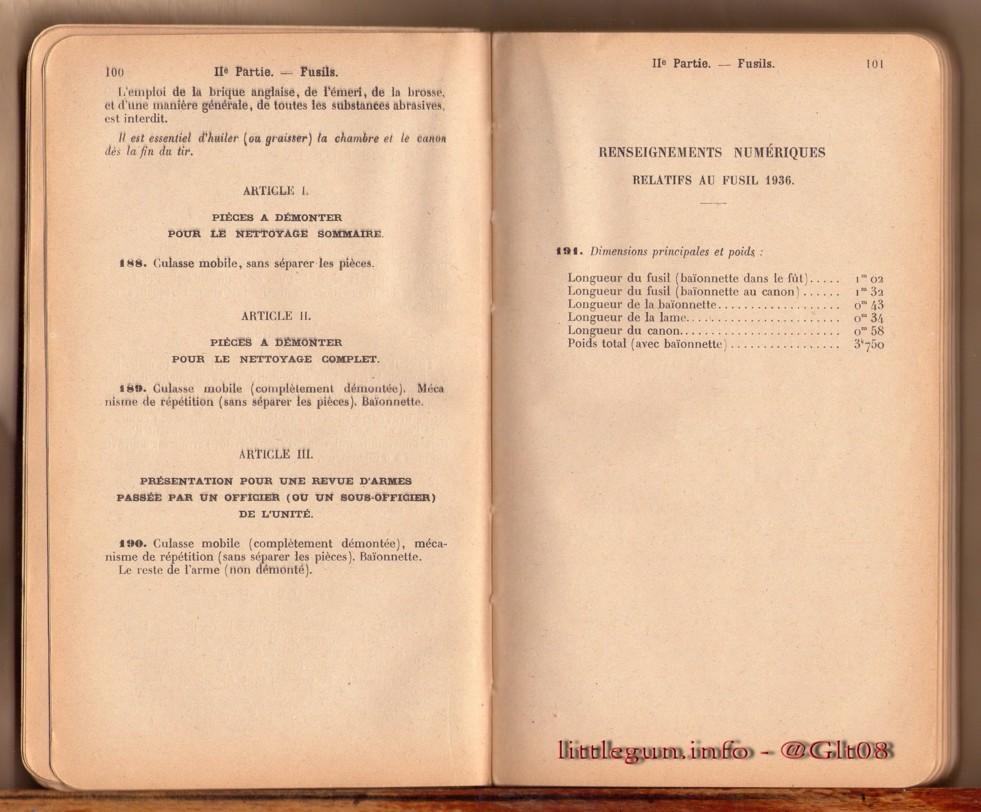 100 IIᵉ Partie. — Fusils.
L'emploi de la brique anglaise, de l'émeri, de la brosse,
et d'une manière générale, de toutes les substances abrasives,
est interdit.
Il est essentiel d'huiler (ou graisser) la chambre et le canon
dès la fin du tir.
ARTICLE I.
PIÈCES A DÉMONTER
POUR LE NETTOYAGE SOMMAIRE.
188. Culasse mobile, sans séparer les pièces.
ARTICLE II.
PIÈCES A DÉMONTER
POUR LE NETTOYAGE COMPLET.
189. Culasse mobile (complètement démontée). Méca
nisme de répétition (sans séparer les pièces). Baïonnette.
ARTICLE III.
PRÉSENTATION POUR UNE REVUE D'ARMES
PASSÉE PAR UN OFFICIER (OU UN SOUS-OFFICIER)
DE L'UNITÉ.
190. Culasse mobile (complètement démontée), méca-
nisme de répétition (sans séparer les pièces). Baïonnette.
Le reste de l'arme (non démonté).
IIᵉ Partie. — Fusils. 101
RENSEIGNEMENTS NUMÉRIQUES
RELATIFS AU FUSIL 1936.
191. Dimensions principales et poids :
Longueur du fusil (baïonnette dans le fût)..... 1ᵐ 02
Longueur du fusil (baïonnette au canon)...... 1ᵐ 32
Longueur de la baïonnette................... 0ᵐ 43
Longueur de la lame........................ 0ᵐ 34
Longueur du canon......................... 0ᵐ 58
Poids total (avec baïonnette)................. 3ᵏ750
littlegun.info - @Glt08